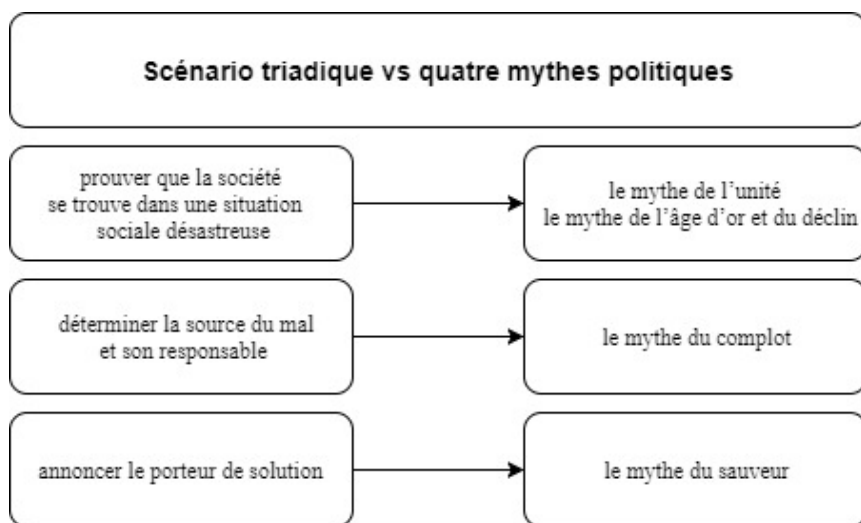 Scénario triadique vs quatre mythes politiques
prouver que la société
se trouve dans une situation
sociale désastreuse
le mythe de l’unité
le mythe de l’âge d’or et du déclin
déterminer la source du mal
et son responsable
le mythe du complot
annoncer le porteur de solution
le mythe du sauveur